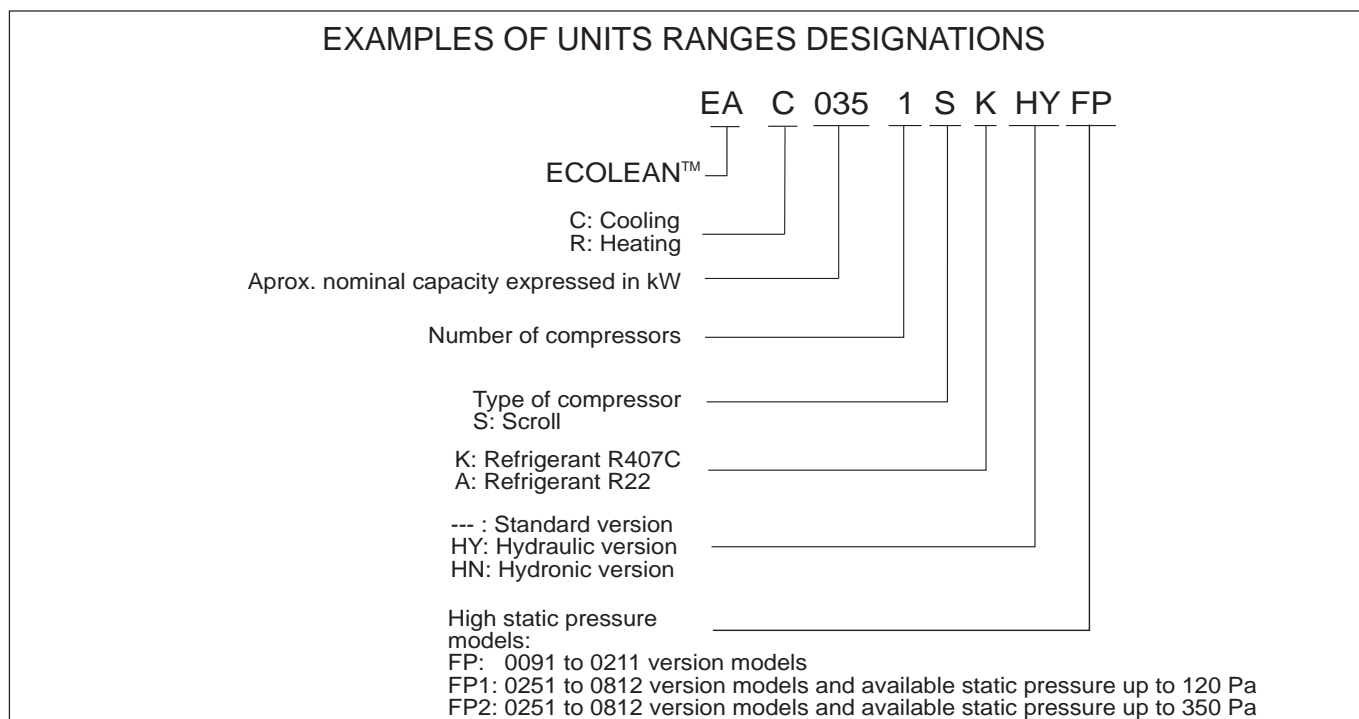 EXAMPLES OF UNITS RANGES DESIGNATIONS
EA C 035 1 S K HY FP
ECOLEAN™
C: Cooling
R: Heating
Aprox. nominal capacity expressed in kW
Number of compressors
Type of compressor
S: Scroll
K: Refrigerant R407C
A: Refrigerant R22
--- : Standard version
HY: Hydraulic version
HN: Hydronic version
High static pressure
models:
FP: 0091 to 0211 version models
FP1: 0251 to 0812 version models and available static pressure up to 120 Pa
FP2: 0251 to 0812 version models and available static pressure up to 350 Pa